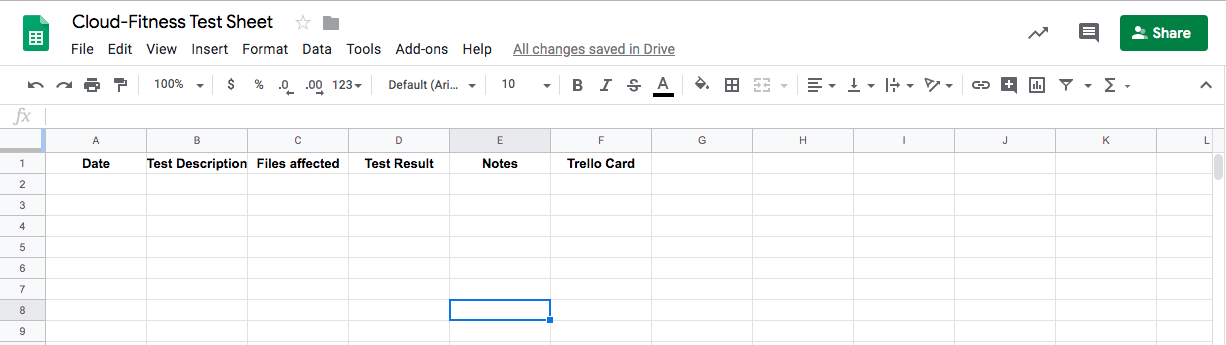 Cloud-Fitness Test Sheet
File Edit View Insert Format Data Tools Add-ons Help All changes saved in Drive
Share
100% $ % .0 .00 123 Default (Ari... 10 B I S A Σ
fx
A B C D E F G H I J K L
1 Date Test Description Files affected Test Result Notes Trello Card
2
3
4
5
6
7
8
9